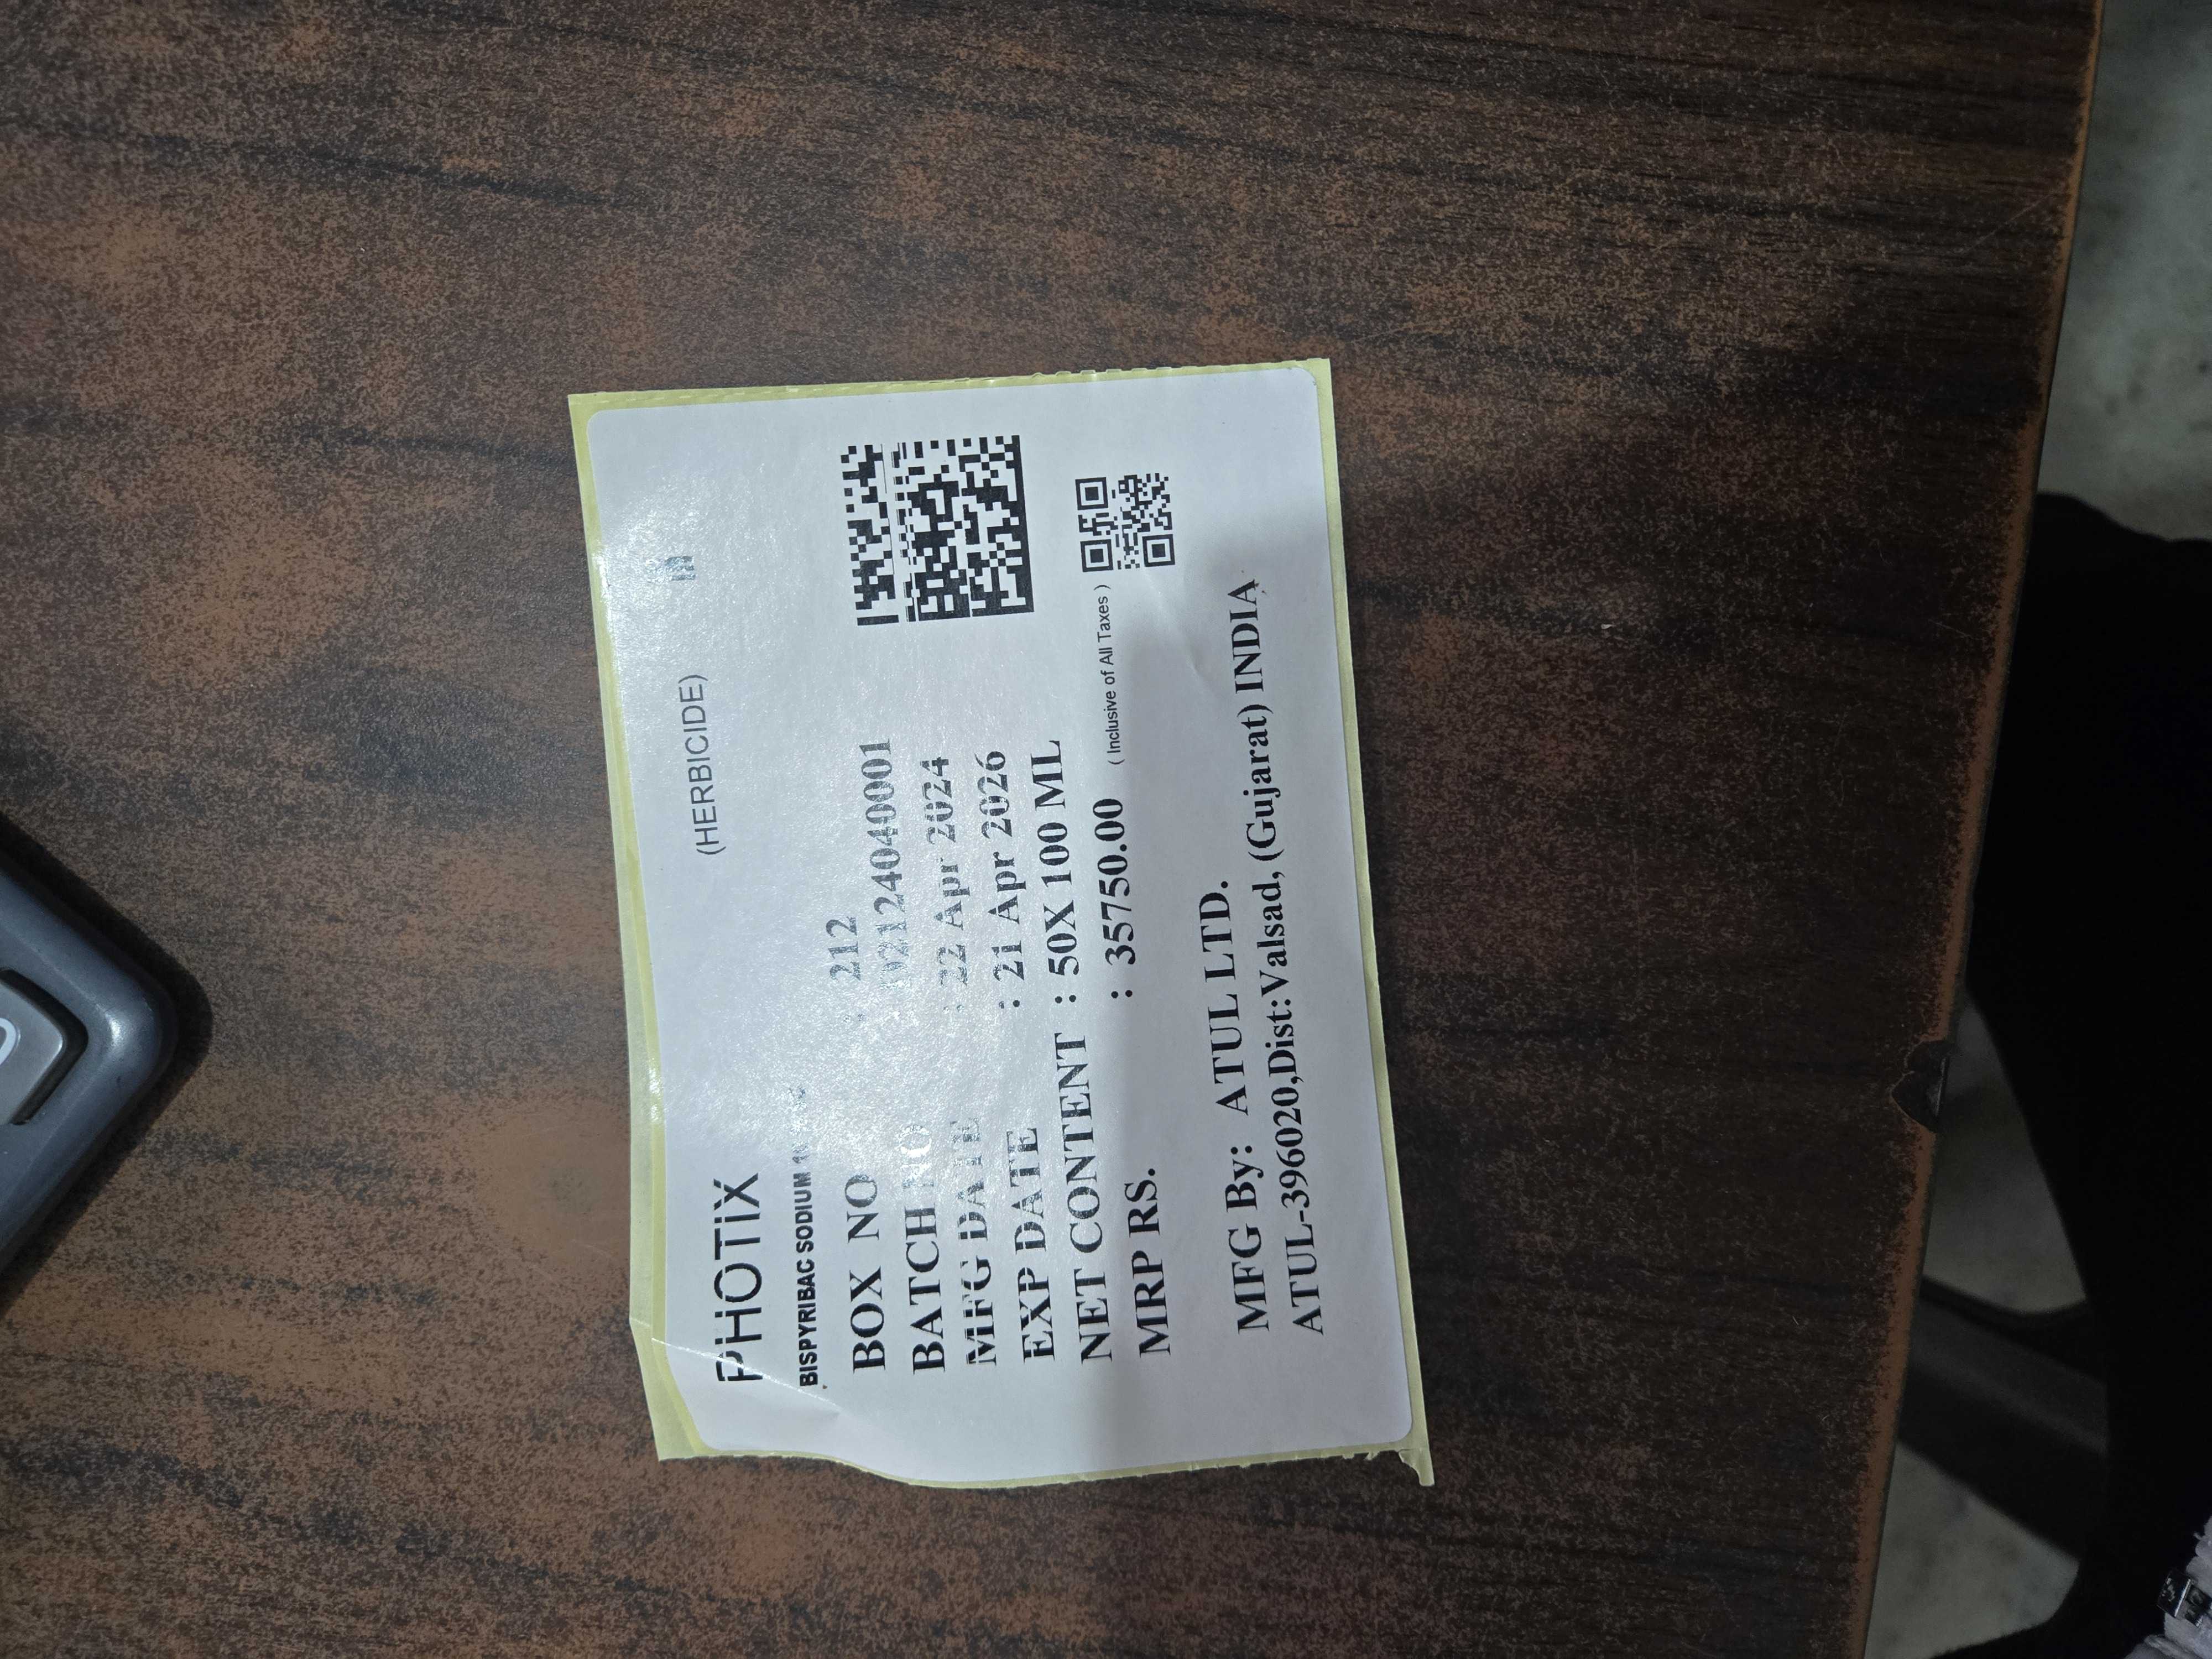 PHOTIX (HERBICIDE)
BISPYRIBAC SODIUM
BOX NO : 212
BATCH NO
MFG DATE : 22 Apr 2024
EXP DATE : 21 Apr 2026
NET CONTENT : 50X 100 ML
MRP RS. : 35750.00 ( Inclusive of All Taxes )
MFG By: ATUL LTD.
ATUL-396020,Dist:Valsad, (Gujarat) INDIA